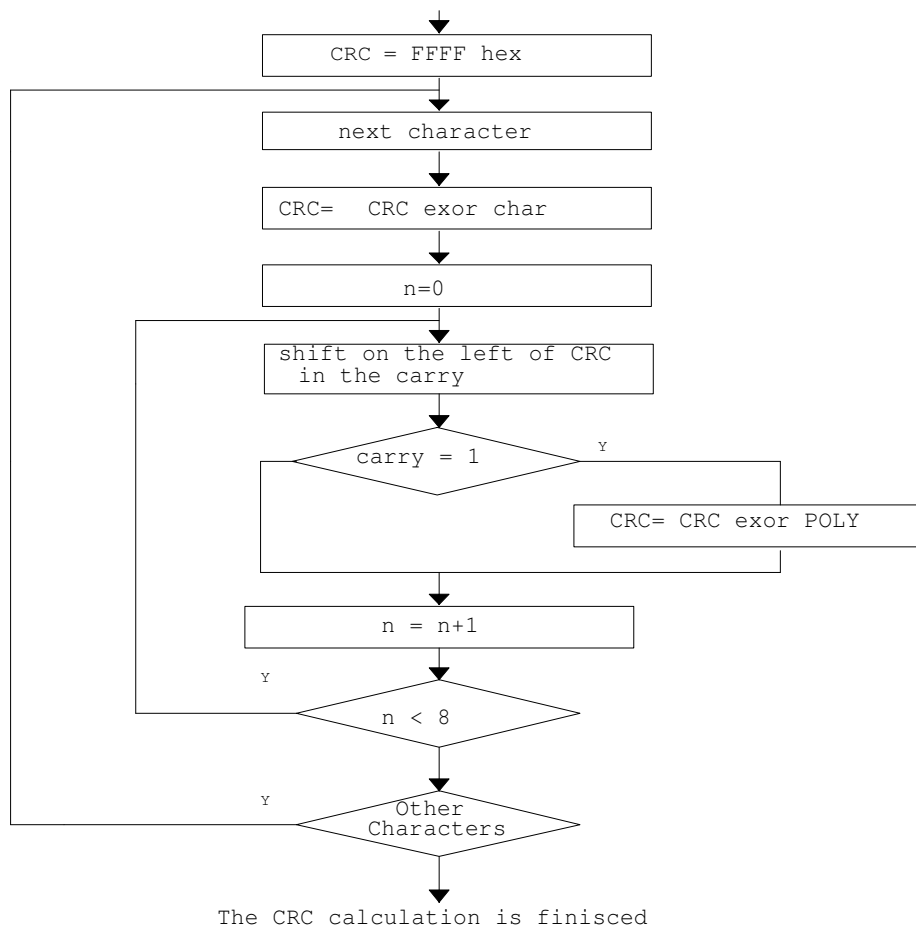 CRC = FFFF hex
next character
CRC= CRC exor char
n=0
shift on the left of CRC
in the carry
carry = 1
Y
CRC= CRC exor POLY
n = n+1
Y
n < 8
Y
Other
Characters
The CRC calculation is finisced